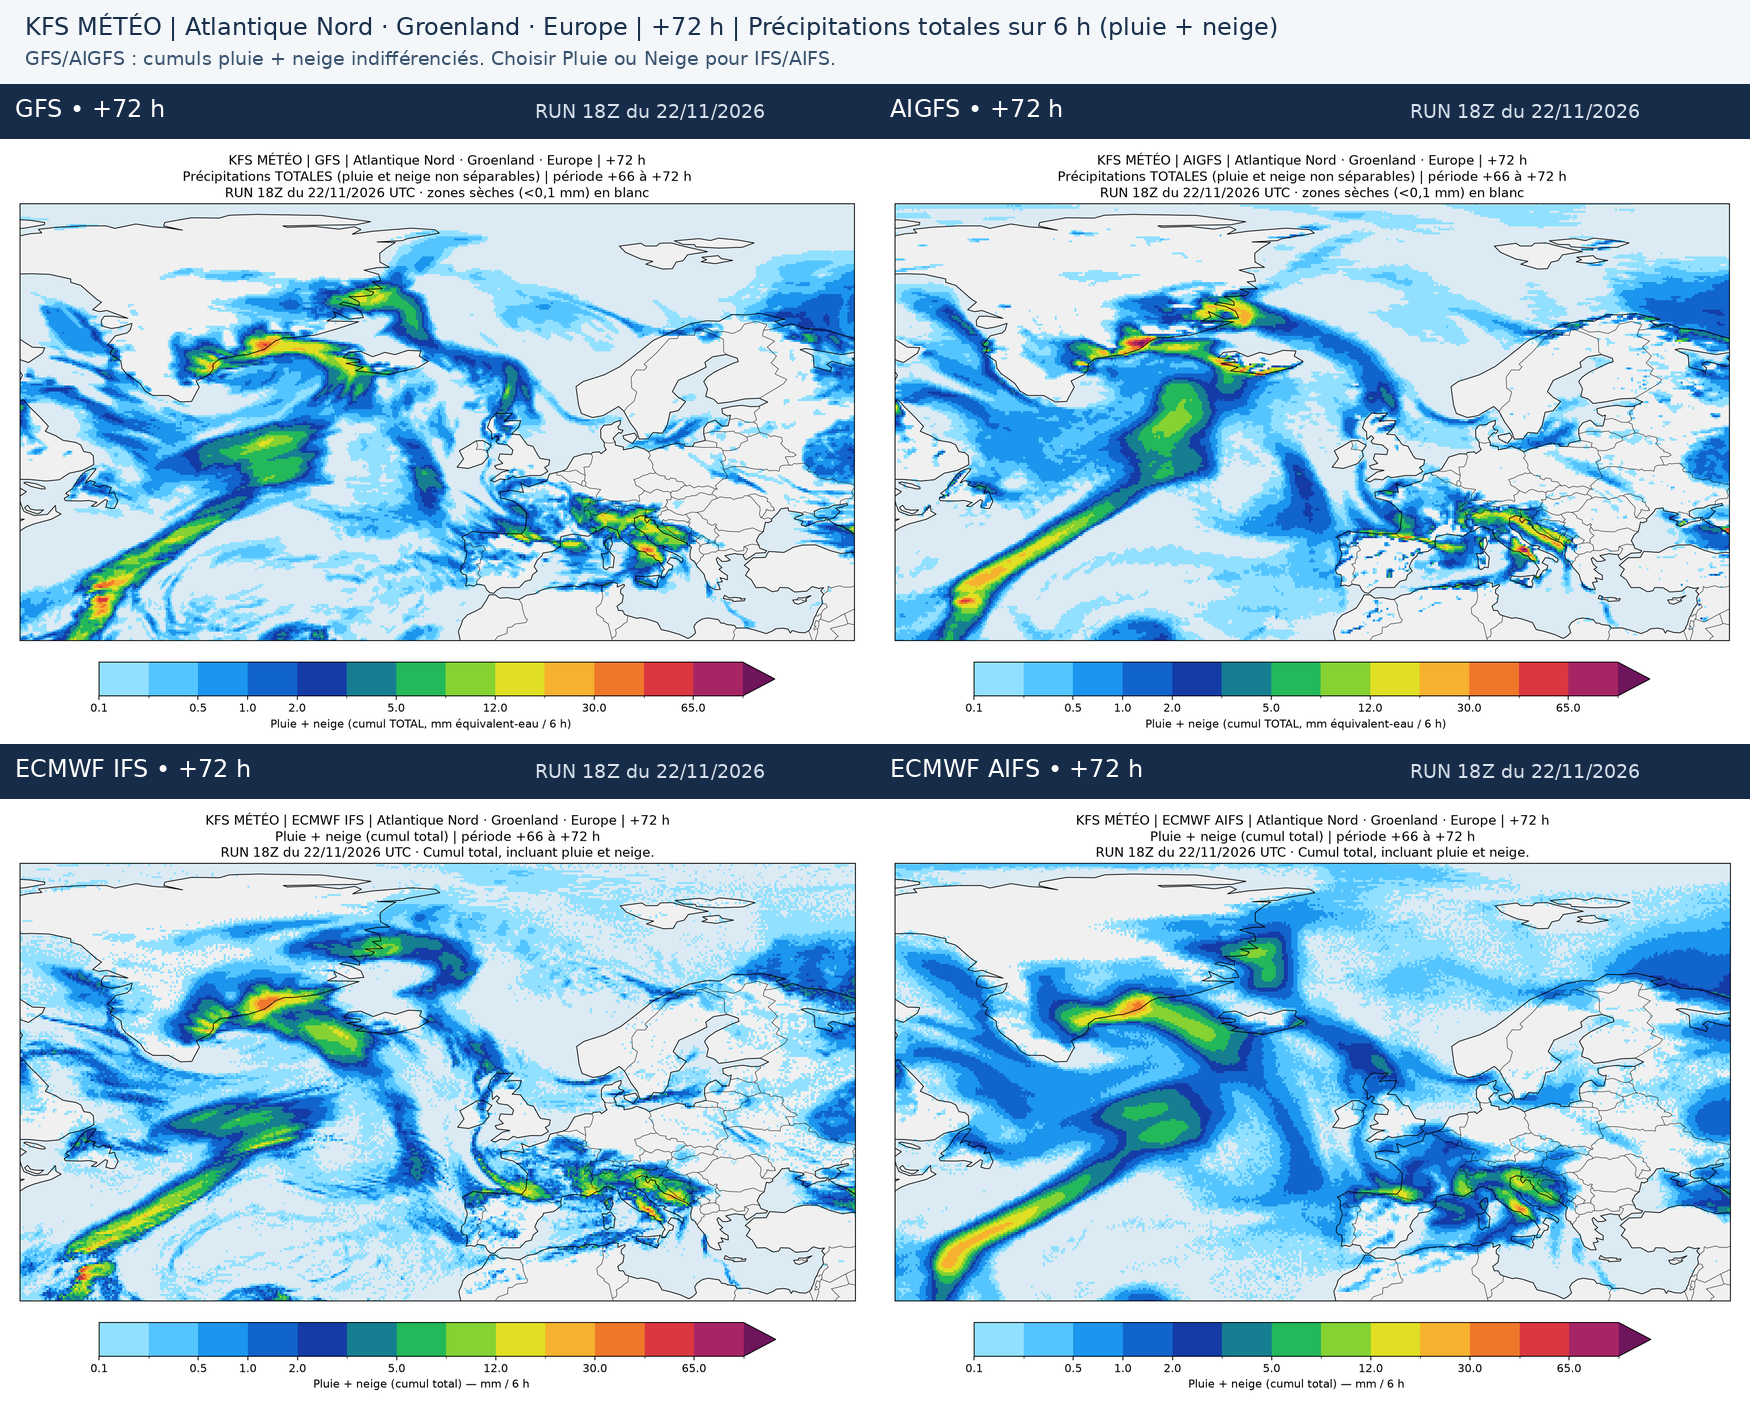 KFS MÉTÉO | Atlantique Nord · Groenland · Europe | +72 h | Précipitations totales sur 6 h (pluie + neige)
GFS/AIGFS : cumuls pluie + neige indifférenciés. Choisir Pluie ou Neige pour IFS/AIFS.
GFS • +72 h
RUN 18Z du 22/11/2026
AIGFS • +72 h
RUN 18Z du 22/11/2026
KFS MÉTÉO | GFS | Atlantique Nord · Groenland · Europe | +72 h
Précipitations TOTALES (pluie et neige non séparables) | période +66 à +72 h
RUN 18Z du 22/11/2026 UTC · zones sèches (<0,1 mm) en blanc
KFS MÉTÉO | AIGFS | Atlantique Nord · Groenland · Europe | +72 h
Précipitations TOTALES (pluie et neige non séparables) | période +66 à +72 h
RUN 18Z du 22/11/2026 UTC · zones sèches (<0,1 mm) en blanc
0.1 0.5 1.0 2.0 5.0 12.0 30.0 65.0
Pluie + neige (cumul TOTAL, mm équivalent-eau / 6 h)
0.1 0.5 1.0 2.0 5.0 12.0 30.0 65.0
Pluie + neige (cumul TOTAL, mm équivalent-eau / 6 h)
ECMWF IFS • +72 h
RUN 18Z du 22/11/2026
ECMWF AIFS • +72 h
RUN 18Z du 22/11/2026
KFS MÉTÉO | ECMWF IFS | Atlantique Nord · Groenland · Europe | +72 h
Pluie + neige (cumul total) | période +66 à +72 h
RUN 18Z du 22/11/2026 UTC · Cumul total, incluant pluie et neige.
KFS MÉTÉO | ECMWF AIFS | Atlantique Nord · Groenland · Europe | +72 h
Pluie + neige (cumul total) | période +66 à +72 h
RUN 18Z du 22/11/2026 UTC · Cumul total, incluant pluie et neige.
0.1 0.5 1.0 2.0 5.0 12.0 30.0 65.0
Pluie + neige (cumul total) — mm / 6 h
0.1 0.5 1.0 2.0 5.0 12.0 30.0 65.0
Pluie + neige (cumul total) — mm / 6 h